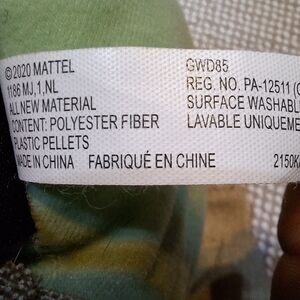 © 2020 MATTEL
1186 MJ,1,NL
ALL NEW MATERIAL
CONTENT: POLYESTER FIBER
PLASTIC PELLETS
MADE IN CHINA FABRIQUÉ EN CHINE
GWD85
REG. NO. PA-12511 (
SURFACE WASHABLE
LAVABLE UNIQUEME
2150K